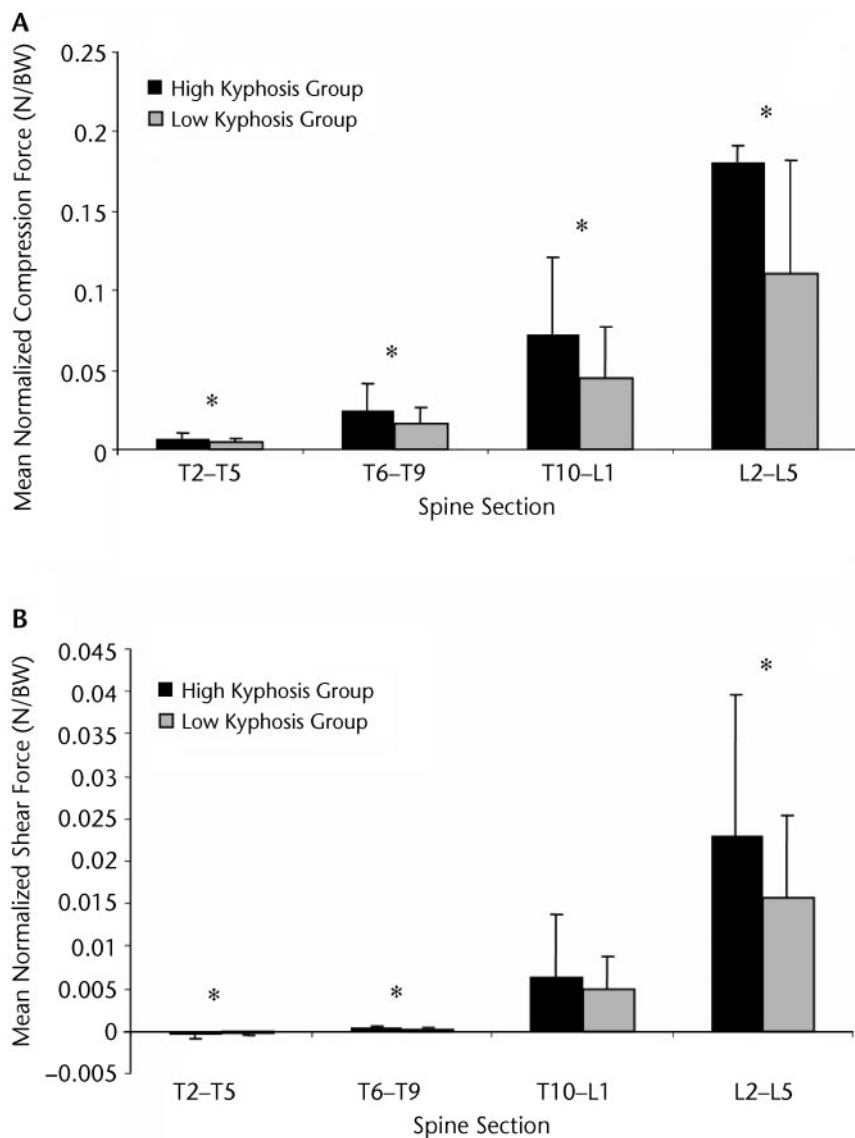 A
Mean Normalized Compression Force (N/BW)
0.25
0.2
0.15
0.1
0.05
0
High Kyphosis Group
Low Kyphosis Group
*
*
*
*
T2–T5
T6–T9
T10–L1
L2–L5
Spine Section
B
Mean Normalized Shear Force (N/BW)
0.045
0.04
0.035
0.03
0.025
0.02
0.015
0.01
0.005
0
–0.005
High Kyphosis Group
Low Kyphosis Group
*
*
*
T2–T5
T6–T9
T10–L1
L2–L5
Spine Section